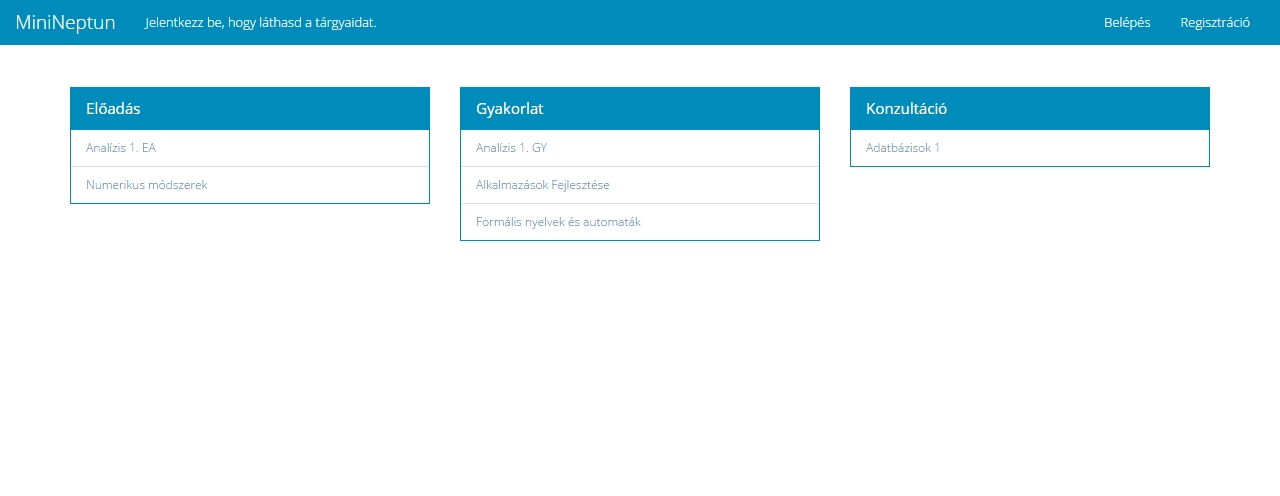 MiniNeptun
Jelentkezz be, hogy láthasd a tárgyaidat.
Belépés
Regisztráció
Előadás
Analízis 1. EA
Numerikus módszerek
Gyakorlat
Analízis 1. GY
Alkalmazások Fejlesztése
Formális nyelvek és automaták
Konzultáció
Adatbázisok 1